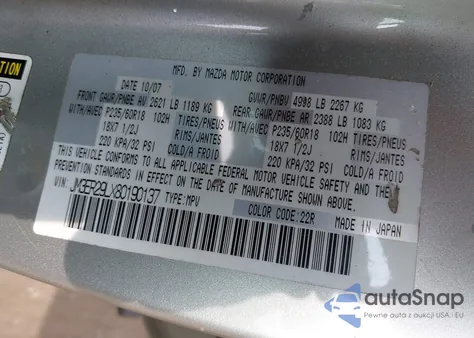 MFD. BY MAZDA MOTOR CORPORATION
DATE 10/07 GVWR/PNBV 4998 LB 2267 KG
FRONT GAWR/PNBE AV 2621 LB 1189 KG REAR GAWR/PNBE AR 2388 LB 1083 KG
WITH/AVEC P235/60R18 102H TIRES/PNEUS WITH/AVEC P235/60R18 102H TIRES/PNEUS
18X7 1/2J RIMS/JANTES 18X7 1/2J RIMS/JANTES
220 KPA/32 PSI COLD/A FROID 220 KPA/32 PSI COLD/A FROID
THIS VEHICLE CONFORMS TO ALL APPLICABLE FEDERAL MOTOR VEHICLE SAFETY, BUMPER, AND THEFT
PREVENTION STANDARDS IN EFFECT ON THE DATE OF MANUFACTURE SHOWN ABOVE.
JM3ER29LX80190137 TYPE:MPV COLOR CODE:22R MADE IN JAPAN
autoSnap
Pewne auta z aukcji USA i EU